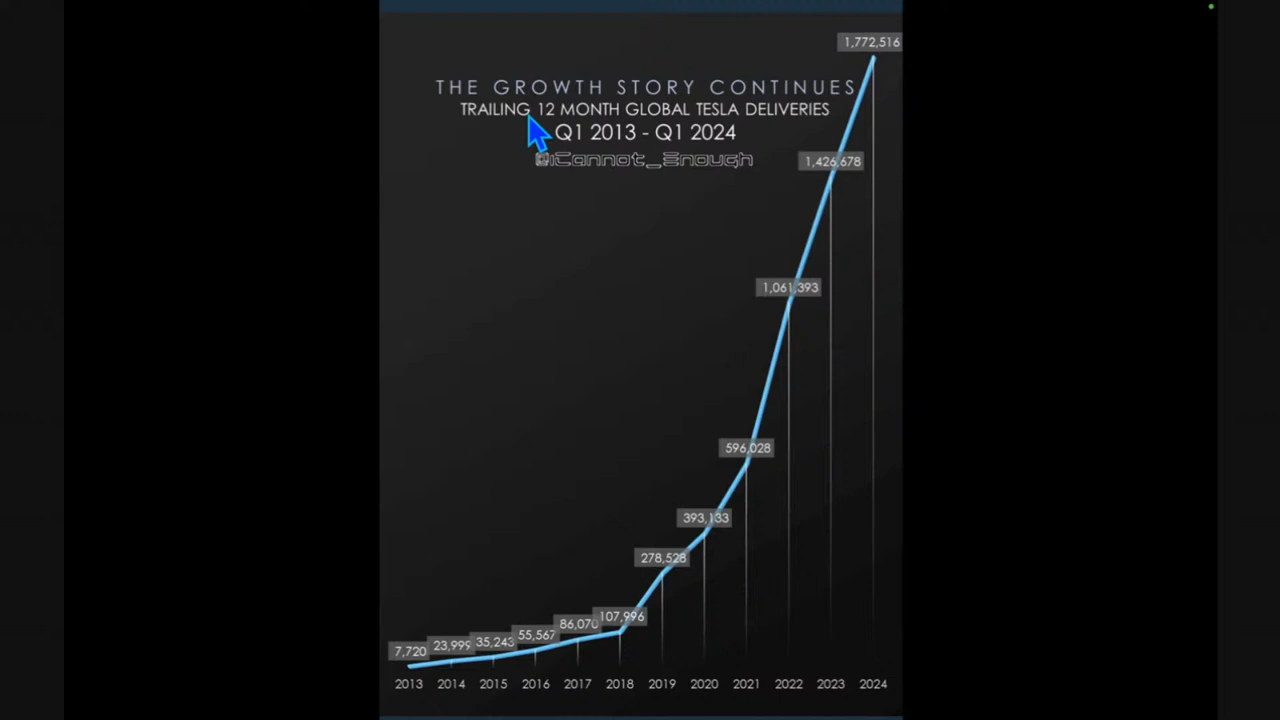 1,772,516
THE GROWTH STORY CONTINUES
TRAILING 12 MONTH GLOBAL TESLA DELIVERIES
Q1 2013 - Q1 2024
@iCannot_Enough
1,426,678
1,061,393
596,028
393,133
278,528
107,996
86,070
55,567
35,243
23,999
7,720
2013 2014 2015 2016 2017 2018 2019 2020 2021 2022 2023 2024